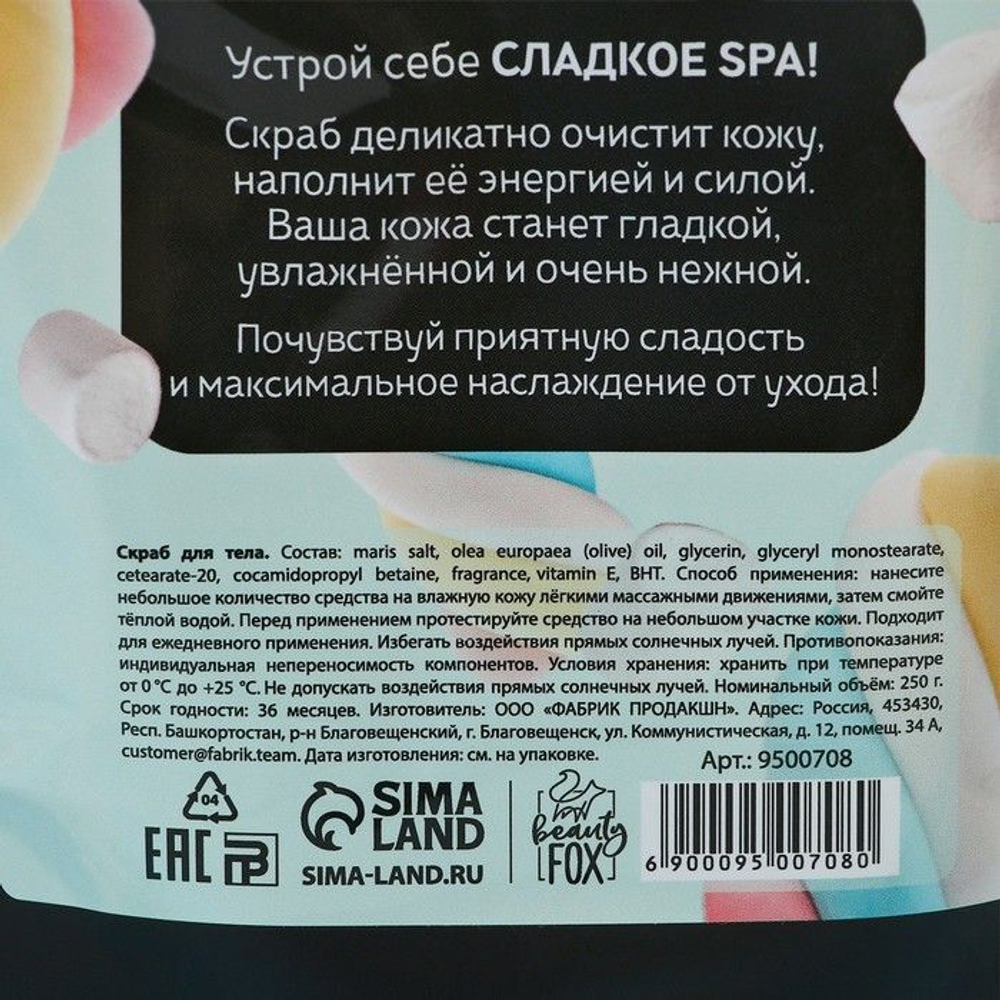 Устрой себе СЛАДКОЕ SPA!
Скраб деликатно очистит кожу,
наполнит её энергией и силой.
Ваша кожа станет гладкой,
увлажнённой и очень нежной.
Почувствуй приятную сладость
и максимальное наслаждение от ухода!
Скраб для тела. Состав: maris salt, olea europaea (olive) oil, glycerin, glyceryl monostearate,
cetearate-20, cocamidopropyl betaine, fragrance, vitamin E, BHT. Способ применения: нанесите
небольшое количество средства на влажную кожу лёгкими массажными движениями, затем смойте
тёплой водой. Перед применением протестируйте средство на небольшом участке кожи. Подходит
для ежедневного применения. Избегать воздействия прямых солнечных лучей. Противопоказания:
индивидуальная непереносимость компонентов. Условия хранения: хранить при температуре
от 0 °C до +25 °C. Не допускать воздействия прямых солнечных лучей. Номинальный объём: 250 г.
Срок годности: 36 месяцев. Изготовитель: ООО «ФАБРИК ПРОДАКШН». Адрес: Россия, 453430,
Респ. Башкортостан, р-н Благовещенский, г. Благовещенск, ул. Коммунистическая, д. 12, помещ. 34 А,
customer@fabrik.team. Дата изготовления: см. на упаковке.
Арт.: 9500708
04
EAC
SIMA
LAND
SIMA-LAND.RU
beauty
FOX
6 900095 007080